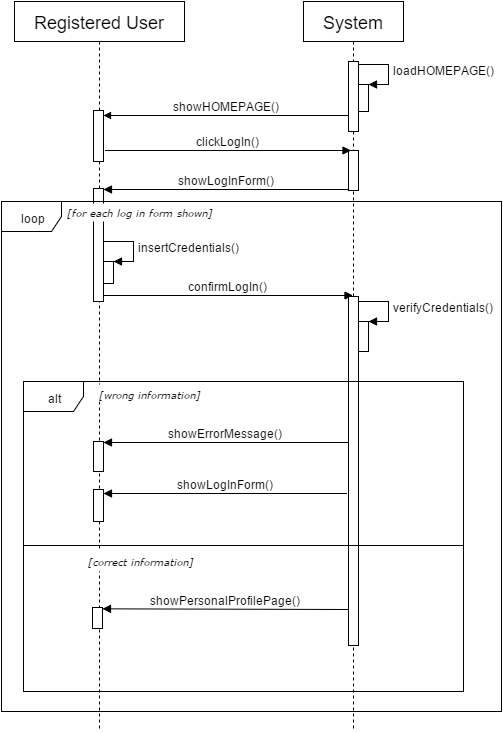 Registered User
System
loadHOMEPAGE()
showHOMEPAGE()
clickLogIn()
showLogInForm()
loop
[for each log in form shown]
insertCredentials()
confirmLogIn()
verifyCredentials()
alt
[wrong information]
showErrorMessage()
showLogInForm()
[correct information]
showPersonalProfilePage()